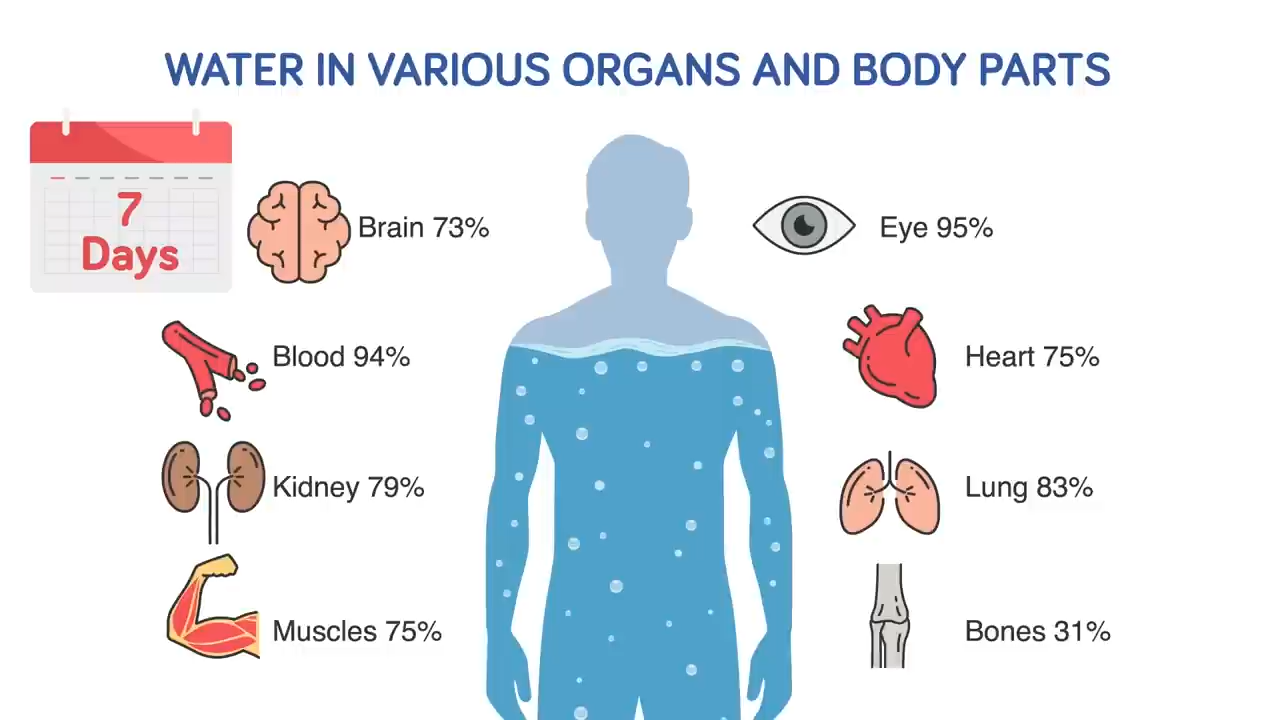 WATER IN VARIOUS ORGANS AND BODY PARTS
7
Days
Brain 73%
Eye 95%
Blood 94%
Heart 75%
Kidney 79%
Lung 83%
Muscles 75%
Bones 31%